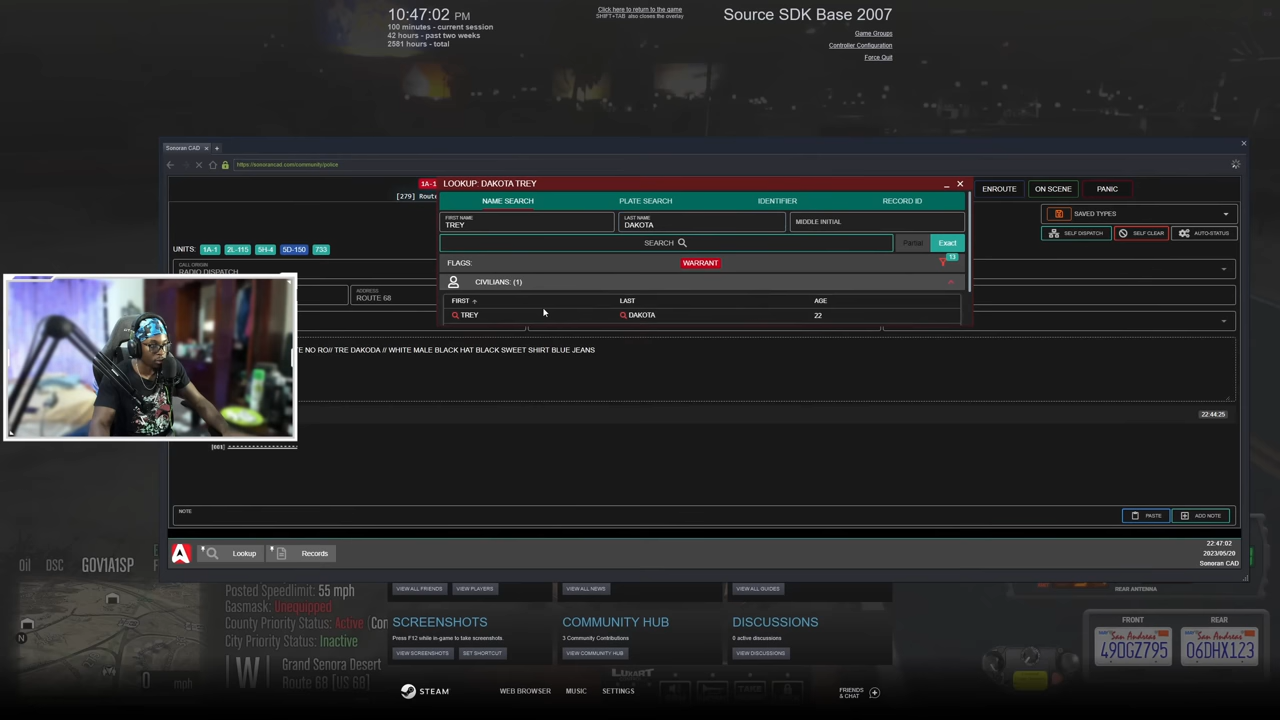 10:47:02 PM
100 minutes - current session
42 hours - past two weeks
2581 hours - total
Click here to return to the game
SHIFT+TAB also closes the overlay
Source SDK Base 2007
Game Groups
Controller Configuration
Force Quit
Sonoran CAD
https://sonorancad.com/community/police
1A-1
[279] Route
LOOKUP: DAKOTA TREY
ENROUTE
ON SCENE
PANIC
NAME SEARCH
PLATE SEARCH
IDENTIFIER
RECORD ID
FIRST NAME
TREY
LAST NAME
DAKOTA
MIDDLE INITIAL
SEARCH
Partial
Exact
FLAGS:
WARRANT
13
CIVILIANS: (1)
FIRST
LAST
AGE
TREY
DAKOTA
22
SAVED TYPES
SELF DISPATCH
SELF CLEAR
AUTO-STATUS
UNITS:
1A-1
2L-115
5H-4
5D-150
733
CALL ORIGIN
RADIO DISPATCH
ADDRESS
ROUTE 68
E NO RO// TRE DAKODA // WHITE MALE BLACK HAT BLACK SWEET SHIRT BLUE JEANS
22:44:25
NOTE
PASTE
ADD NOTE
Lookup
Records
22:47:02
2023/05/20
Sonoran CAD
Oil
DSC
GOV1A1SP
Posted Speedlimit: 55 mph
Gasmask: Unequipped
County Priority Status: Active
City Priority Status: Inactive
N
W
Grand Senora Desert
Route 68 [US 68]
0 mph
VIEW ALL FRIENDS
VIEW PLAYERS
VIEW ALL NEWS
VIEW ALL GUIDES
SCREENSHOTS
Press F12 while in-game to take screenshots.
VIEW SCREENSHOTS
SET SHORTCUT
COMMUNITY HUB
3 Community Contributions
VIEW COMMUNITY HUB
DISCUSSIONS
0 active discussions
VIEW DISCUSSIONS
STEAM
WEB BROWSER
MUSIC
SETTINGS
FRIENDS & CHAT
REAR ANTENNA
FRONT
REAR
San Andreas
49DGZ795
San Andreas
06DHX123